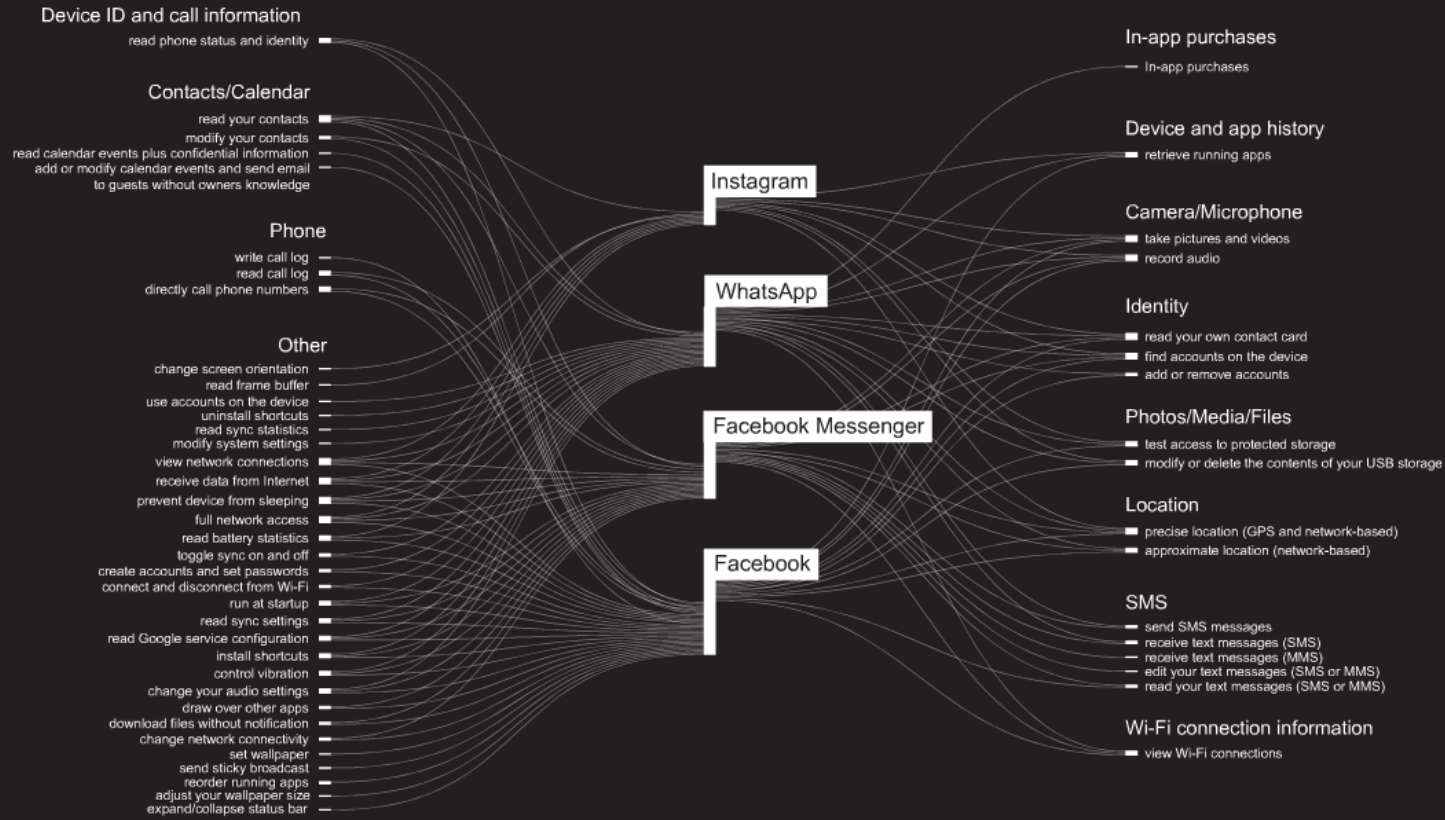 Device ID and call information
read phone status and identity
Contacts/Calendar
read your contacts
modify your contacts
read calendar events plus confidential information
add or modify calendar events and send email
to guests without owners knowledge
Phone
write call log
read call log
directly call phone numbers
Other
change screen orientation
read frame buffer
use accounts on the device
uninstall shortcuts
read sync statistics
modify system settings
view network connections
receive data from Internet
prevent device from sleeping
full network access
read battery statistics
toggle sync on and off
create accounts and set passwords
connect and disconnect from Wi-Fi
run at startup
read sync settings
read Google service configuration
install shortcuts
control vibration
change your audio settings
draw over other apps
download files without notification
change network connectivity
set wallpaper
send sticky broadcast
reorder running apps
adjust your wallpaper size
expand/collapse status bar
Instagram
WhatsApp
Facebook Messenger
Facebook
In-app purchases
In-app purchases
Device and app history
retrieve running apps
Camera/Microphone
take pictures and videos
record audio
Identity
read your own contact card
find accounts on the device
add or remove accounts
Photos/Media/Files
test access to protected storage
modify or delete the contents of your USB storage
Location
precise location (GPS and network-based)
approximate location (network-based)
SMS
send SMS messages
receive text messages (SMS)
receive text messages (MMS)
edit your text messages (SMS or MMS)
read your text messages (SMS or MMS)
Wi-Fi connection information
view Wi-Fi connections